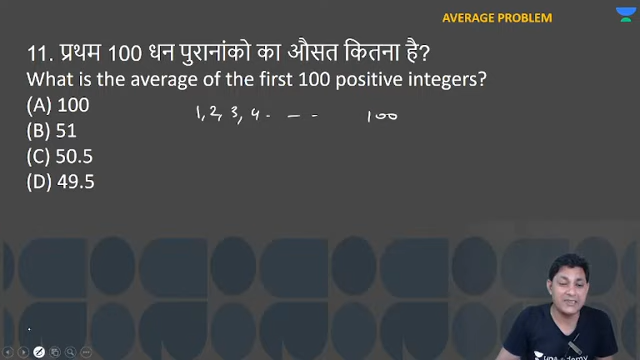 AVERAGE PROBLEM
11. प्रथम 100 धन पुरानांको का औसत कितना है?
What is the average of the first 100 positive integers?
(A) 100
1, 2, 3, 4 - - - 100
(B) 51
(C) 50.5
(D) 49.5